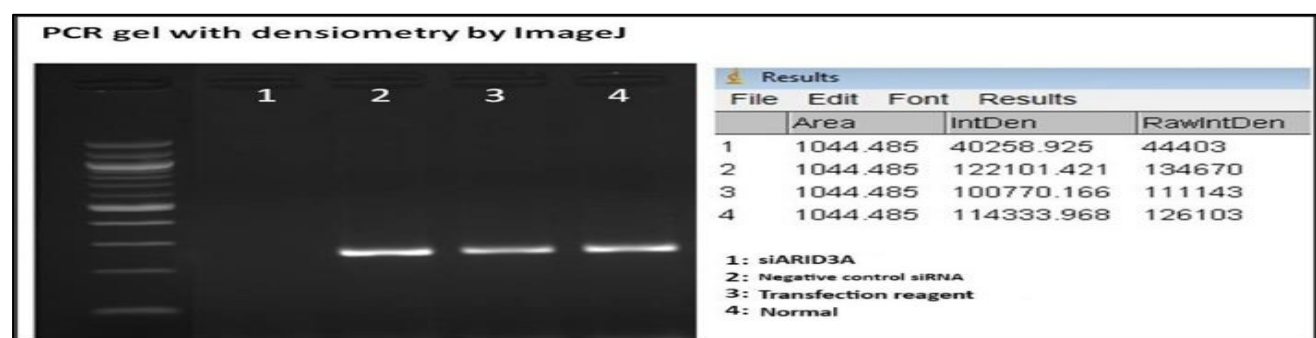 PCR gel with densiometry by ImageJ
1 2 3 4
Results
File Edit Font Results
Area IntDen RawIntDen
1 1044.485 40258.925 44403
2 1044.485 122101.421 134670
3 1044.485 100770.166 111143
4 1044.485 114333.968 126103
1: siARID3A
2: Negative control siRNA
3: Transfection reagent
4: Normal